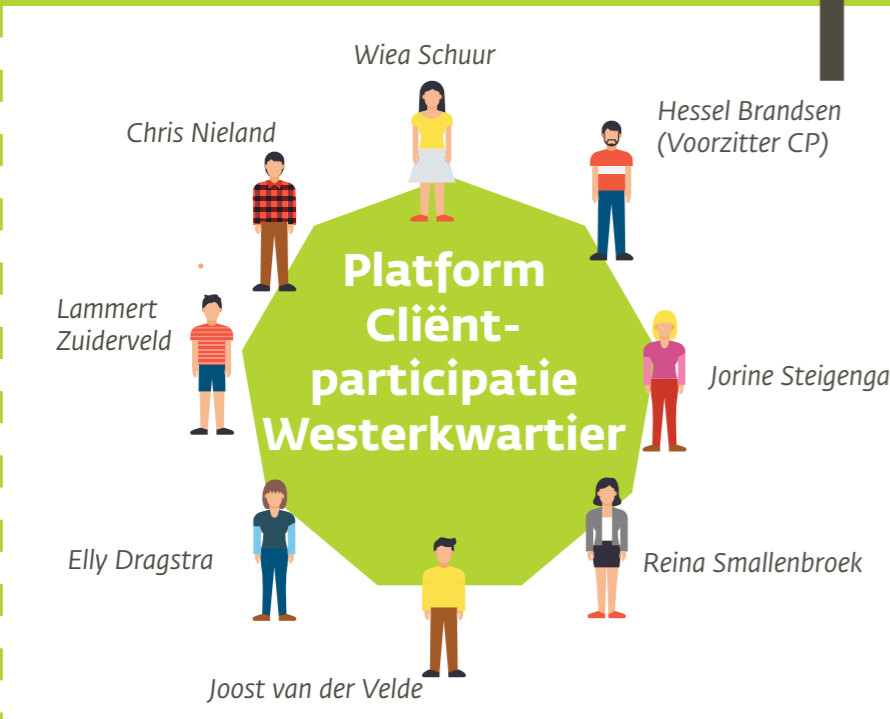 Wiea Schuur
Hessel Brandsen
(Voorzitter CP)
Chris Nieland
Platform
Cliënt-
participatie
Westerkwartier
Lammert
Zuiderveld
Jorine Steigenga
Elly Dragstra
Reina Smallenbroek
Joost van der Velde